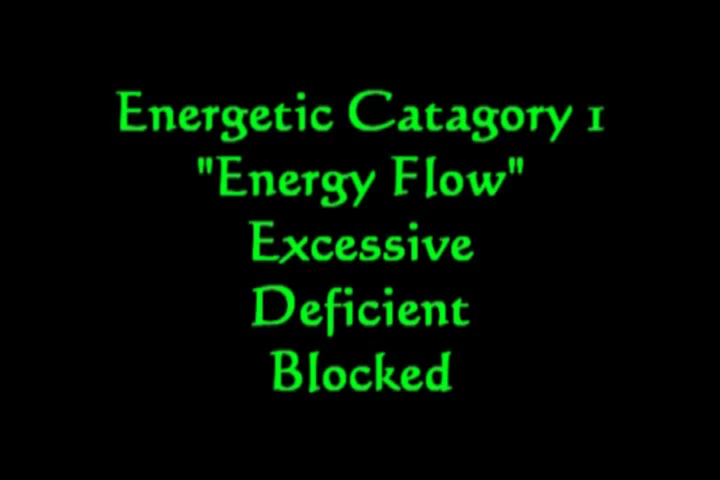 Energetic Catagory 1
"Energy Flow"
Excessive
Deficient
Blocked